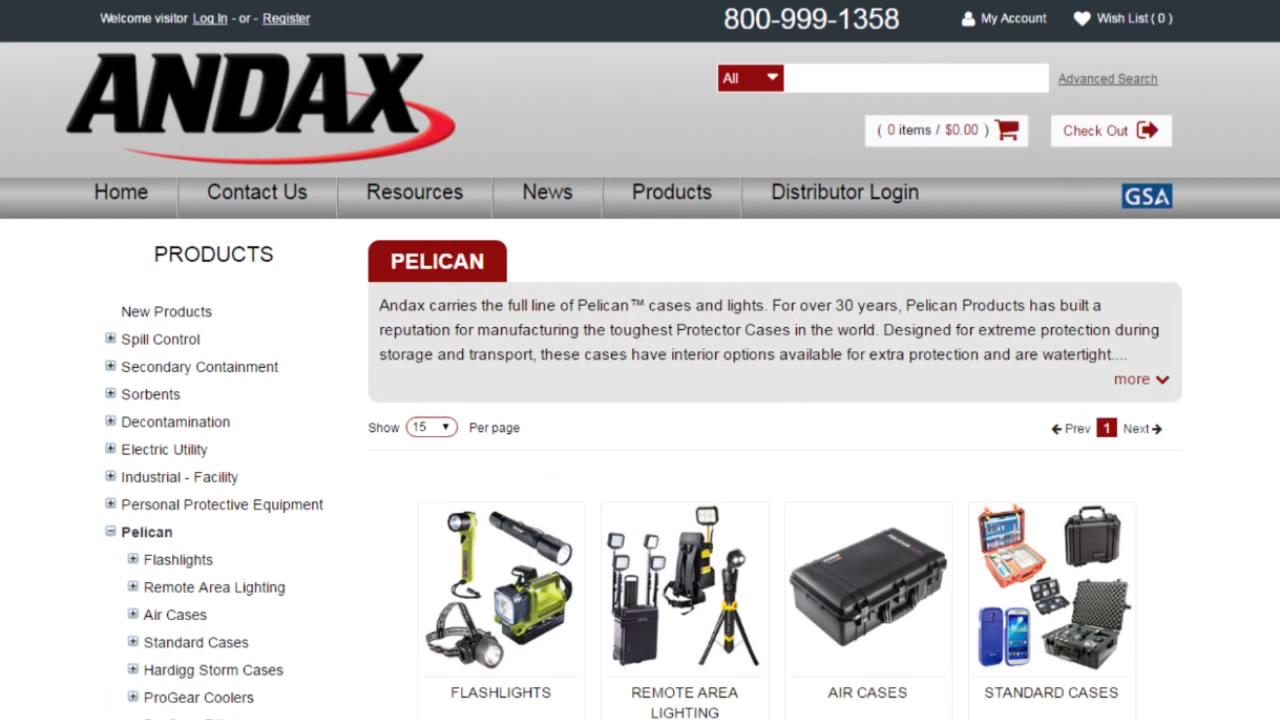 Welcome visitor Log In - or - Register
800-999-1358
My Account
Wish List ( 0 )
ANDAX
All
Advanced Search
( 0 items / $0.00 )
Check Out
Home
Contact Us
Resources
News
Products
Distributor Login
GSA
PRODUCTS
New Products
Spill Control
Secondary Containment
Sorbents
Decontamination
Electric Utility
Industrial - Facility
Personal Protective Equipment
Pelican
Flashlights
Remote Area Lighting
Air Cases
Standard Cases
Hardigg Storm Cases
ProGear Coolers
PELICAN
Andax carries the full line of Pelican™ cases and lights. For over 30 years, Pelican Products has built a
reputation for manufacturing the toughest Protector Cases in the world. Designed for extreme protection during
storage and transport, these cases have interior options available for extra protection and are watertight....
more
Show 15 Per page
Prev 1 Next
FLASHLIGHTS
REMOTE AREA
LIGHTING
AIR CASES
STANDARD CASES